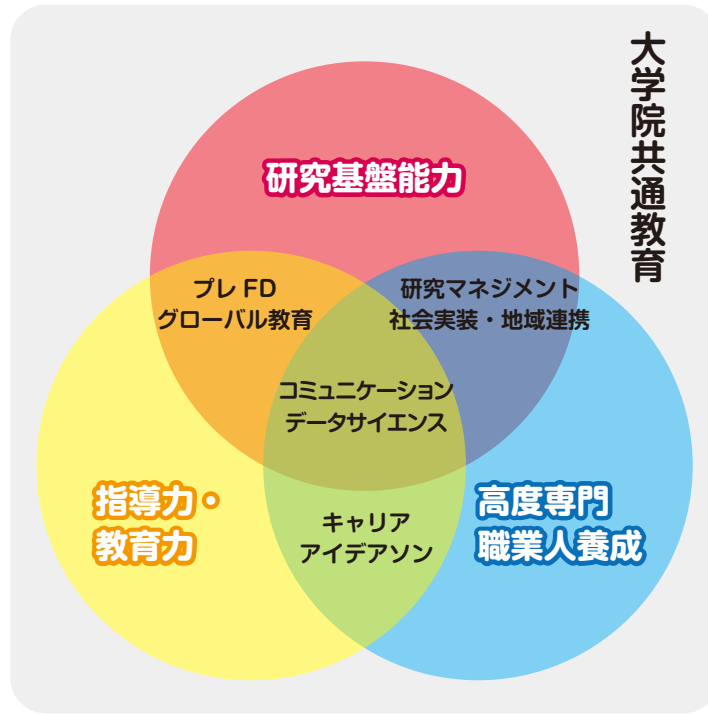 大学院共通教育
研究基盤能力
プレFD
グローバル教育
研究マネジメント
社会実装・地域連携
コミュニケーション
データサイエンス
指導力・
教育力
高度専門
職業人養成
キャリア
アイデアソン